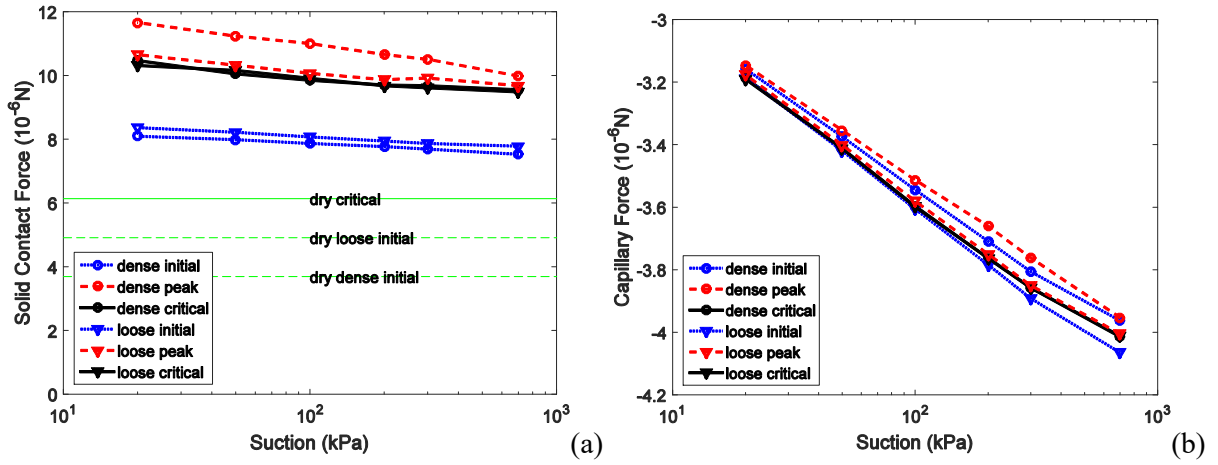 12
10
8
6
4
2
0
Solid Contact Force (10⁻⁶N)
dry critical
dry loose initial
dry dense initial
dense initial
dense peak
dense critical
loose initial
loose peak
loose critical
10¹
10²
10³
Suction (kPa)
(a)
-3
-3.2
-3.4
-3.6
-3.8
-4
-4.2
Capillary Force (10⁻⁶N)
dense initial
dense peak
dense critical
loose initial
loose peak
loose critical
10¹
10²
10³
Suction (kPa)
(b)